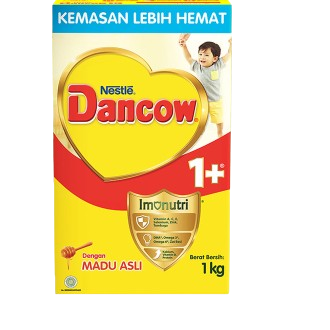 KEMASAN LEBIH HEMAT
Nestlé
DANCOW
1+
Imunutri
Dengan
MADU ASLI
Berat Bersih:
1 kg